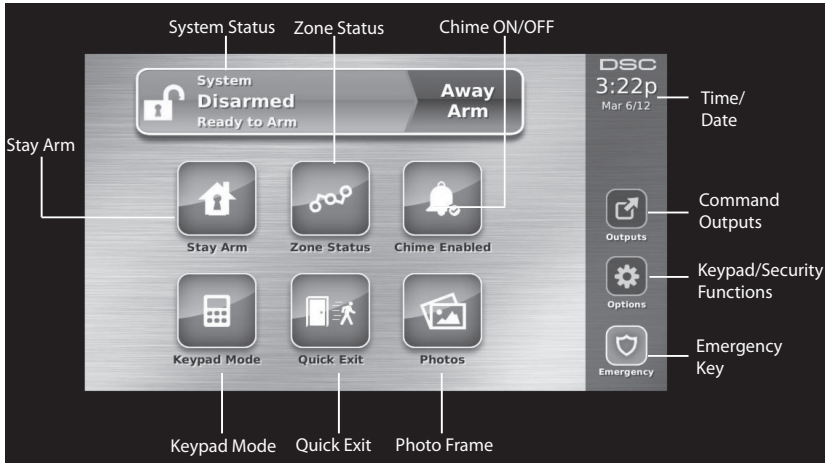 System Status
Zone Status
Chime ON/OFF
DSC
System
Disarmed
Ready to Arm
Away
Arm
3:22p
Mar 6/12
Time/
Date
Stay Arm
Stay Arm
Zone Status
Chime Enabled
Outputs
Command
Outputs
Options
Keypad/Security
Functions
Keypad Mode
Quick Exit
Photos
Emergency
Emergency
Key
Keypad Mode
Quick Exit
Photo Frame